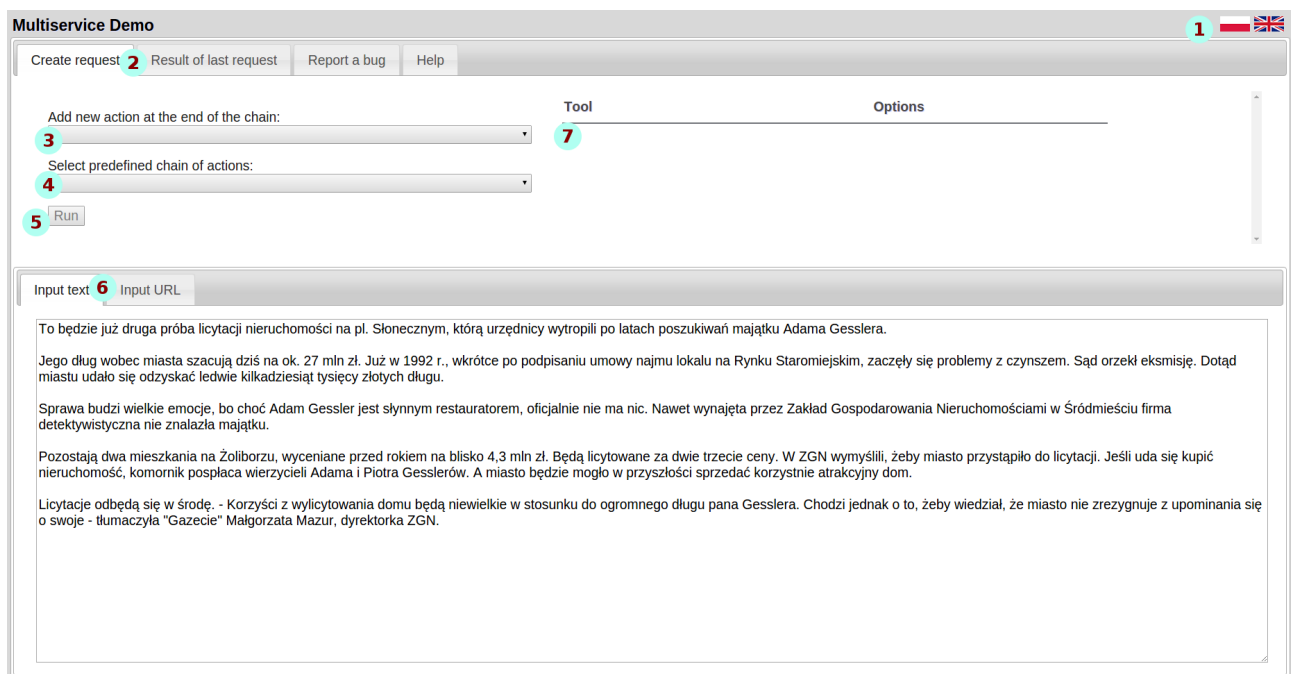 Multiservice Demo
1
Create request 2 Result of last request Report a bug Help
Add new action at the end of the chain:
3
Select predefined chain of actions:
4
5 Run
Tool Options
7
Input text 6 Input URL
To będzie już druga próba licytacji nieruchomości na pl. Słonecznym, którą urzędnicy wytropili po latach poszukiwań majątku Adama Gesslera.
Jego dług wobec miasta szacują dziś na ok. 27 mln zł. Już w 1992 r., wkrótce po podpisaniu umowy najmu lokalu na Rynku Staromiejskim, zaczęły się problemy z czynszem. Sąd orzekł eksmisję. Dotąd
miastu udało się odzyskać ledwie kilkadziesiąt tysięcy złotych długu.
Sprawa budzi wielkie emocje, bo choć Adam Gessler jest słynnym restauratorem, oficjalnie nie ma nic. Nawet wynajęta przez Zakład Gospodarowania Nieruchomościami w Śródmieściu firma
detektywistyczna nie znalazła majątku.
Pozostają dwa mieszkania na Żoliborzu, wyceniane przed rokiem na blisko 4,3 mln zł. Będą licytowane za dwie trzecie ceny. W ZGN wymyślili, żeby miasto przystąpiło do licytacji. Jeśli uda się kupić
nieruchomość, komornik pospłaca wierzycieli Adama i Piotra Gesslerów. A miasto będzie mogło w przyszłości sprzedać korzystnie atrakcyjny dom.
Licytacje odbędą się w środę. - Korzyści z wylicytowania domu będą niewielkie w stosunku do ogromnego długu pana Gesslera. Chodzi jednak o to, żeby wiedział, że miasto nie zrezygnuje z upominania się
o swoje - tłumaczyła "Gazecie" Małgorzata Mazur, dyrektorka ZGN.